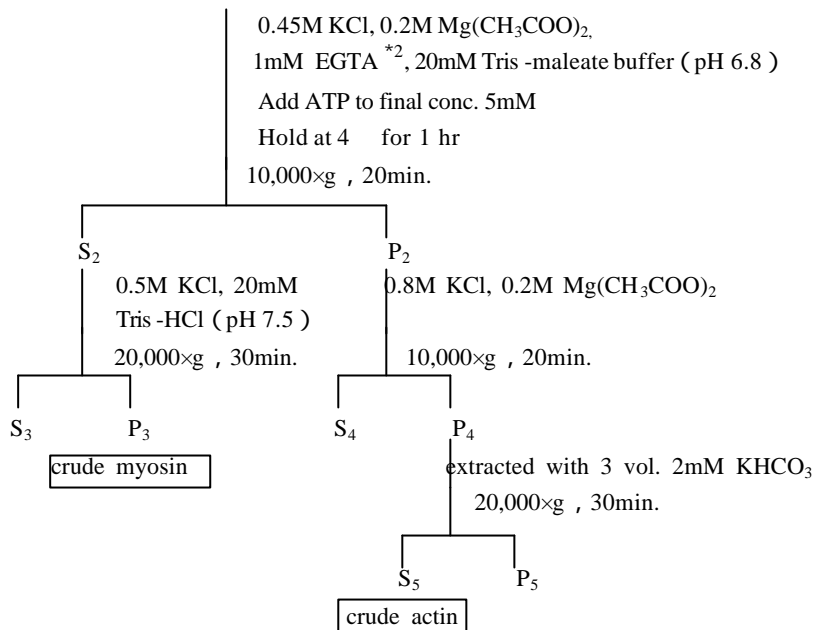 0.45M KCl, 0.2M Mg(CH₃COO)₂,
1mM EGTA *², 20mM Tris -maleate buffer ( pH 6.8 )
Add ATP to final conc. 5mM
Hold at 4 for 1 hr
10,000×g , 20min.
S₂
P₂
0.5M KCl, 20mM
Tris -HCl ( pH 7.5 )
20,000×g , 30min.
0.8M KCl, 0.2M Mg(CH₃COO)₂
10,000×g , 20min.
S₃
P₃
S₄
P₄
crude myosin
extracted with 3 vol. 2mM KHCO₃
20,000×g , 30min.
S₅
P₅
crude actin